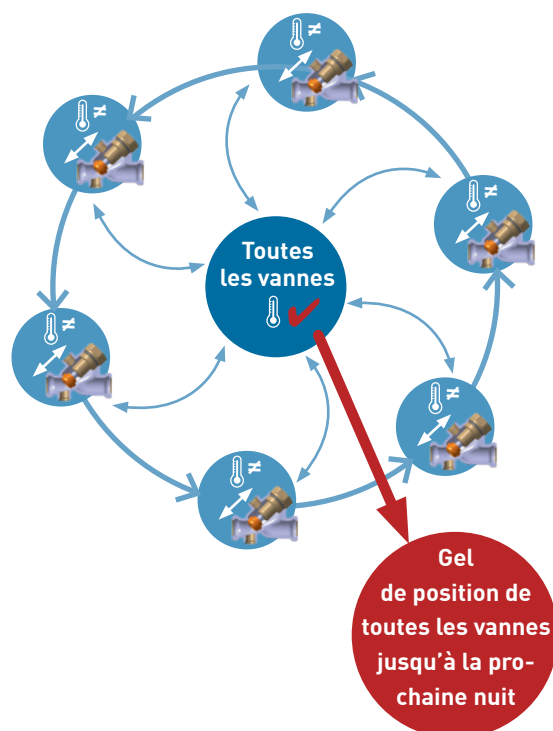 ≠
≠
≠
≠
≠
≠
Toutes
les vannes
Gel
de position de
toutes les vannes
jusqu'à la pro-
chaine nuit